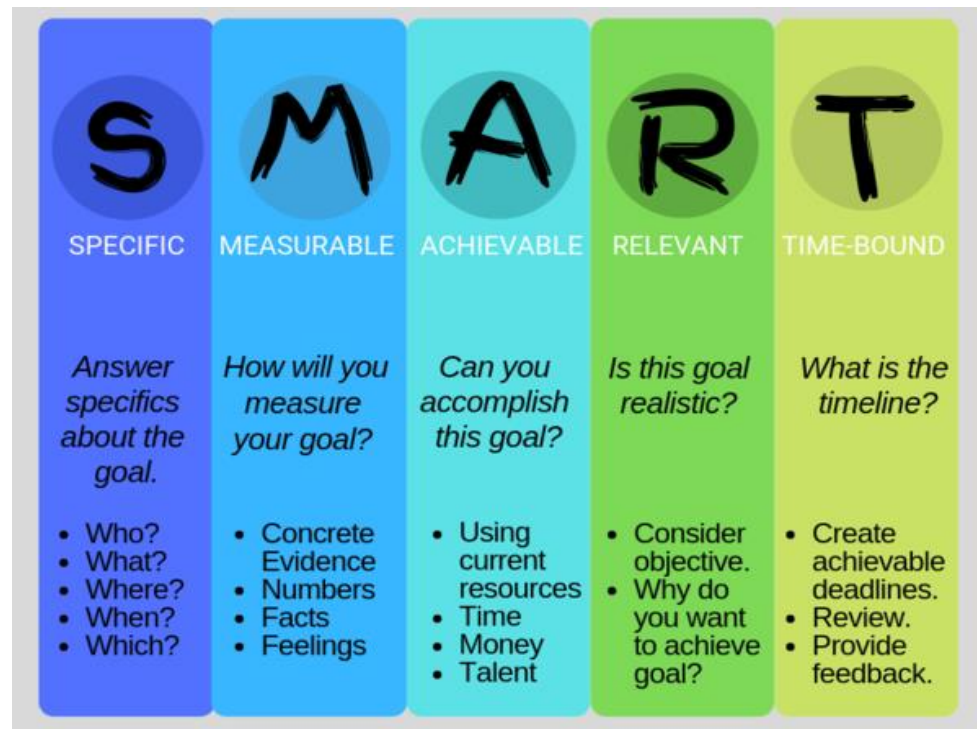 S
SPECIFIC
Answer
specifics
about the
goal.
• Who?
• What?
• Where?
• When?
• Which?
M
MEASURABLE
How will you
measure
your goal?
• Concrete
Evidence
• Numbers
• Facts
• Feelings
A
ACHIEVABLE
Can you
accomplish
this goal?
• Using
current
resources
• Time
• Money
• Talent
R
RELEVANT
Is this goal
realistic?
• Consider
objective.
• Why do
you want
to achieve
goal?
T
TIME-BOUND
What is the
timeline?
• Create
achievable
deadlines.
• Review.
• Provide
feedback.